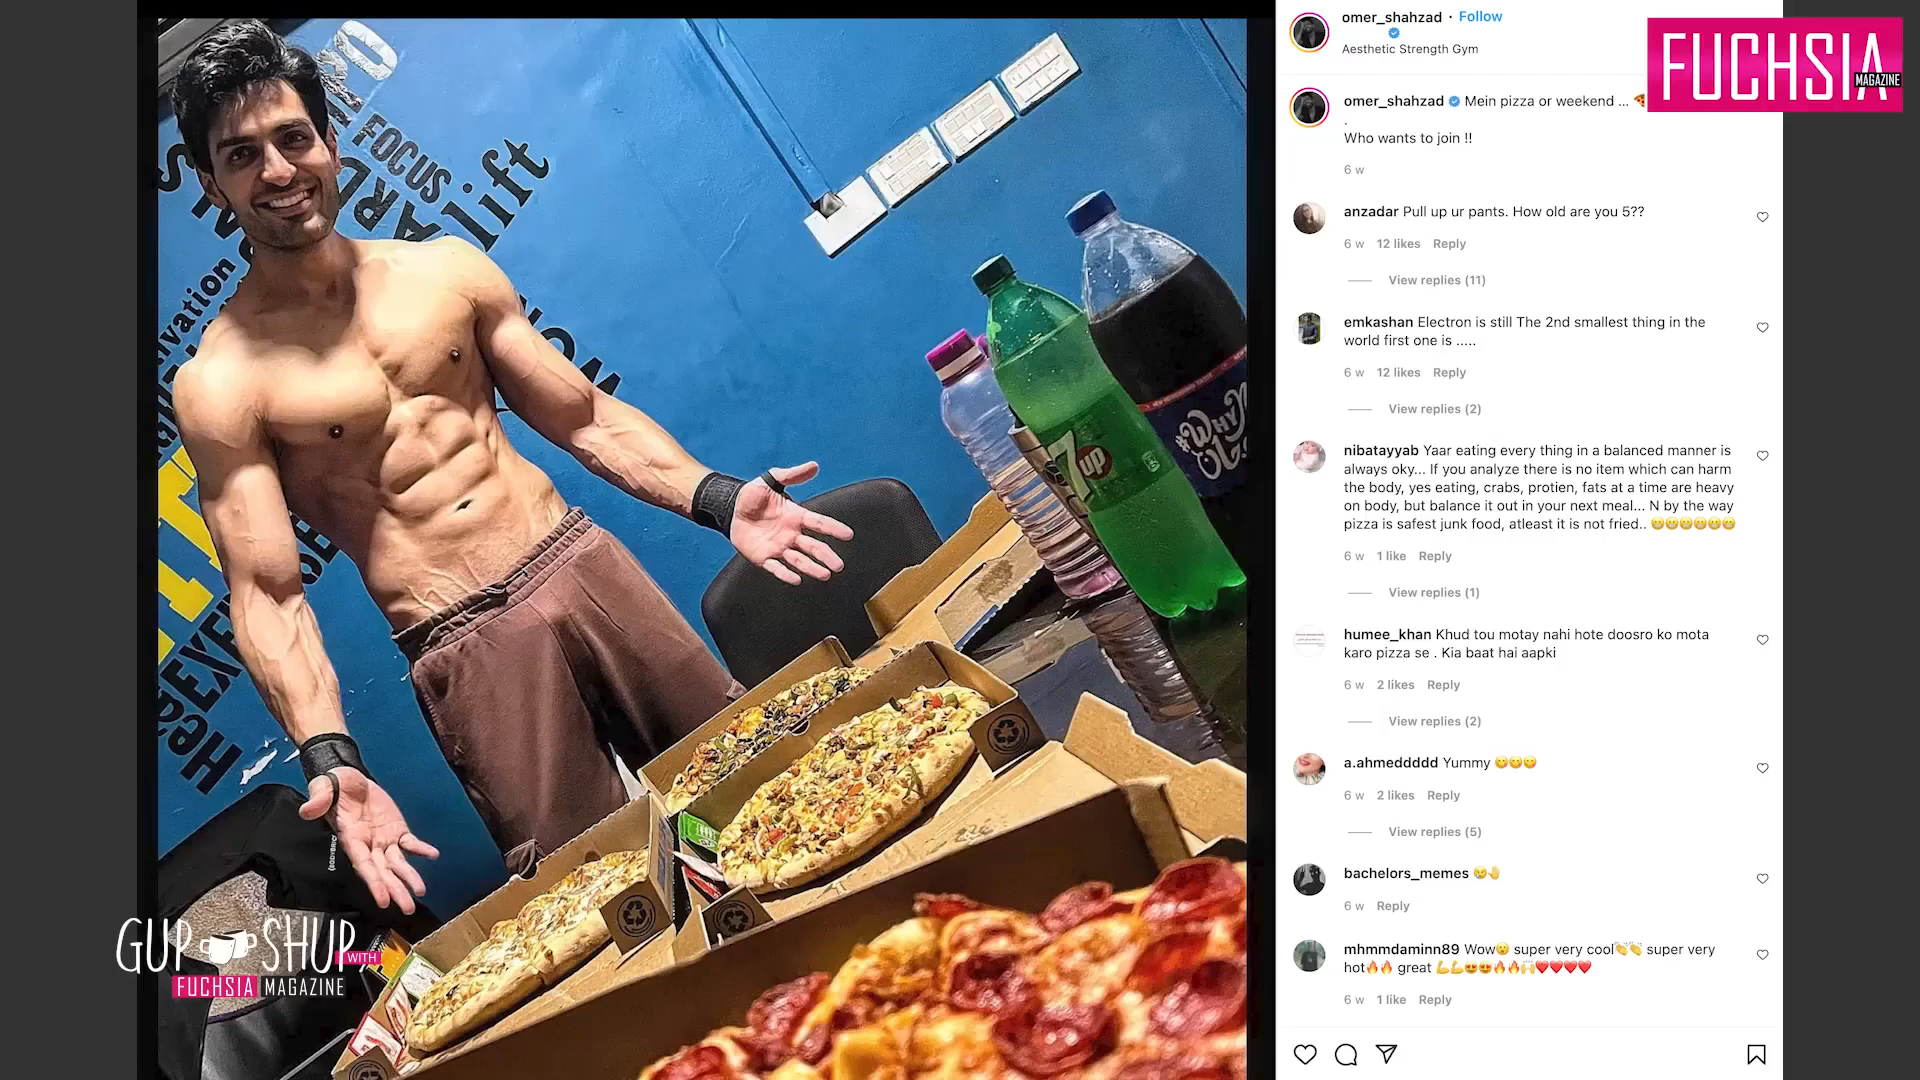 FOCUS
lift
vation
7up
#WHYN
omer_shahzad · Follow
Aesthetic Strength Gym
FUCHSIA
MAGAZINE
omer_shahzad Mein pizza or weekend ... 🍕
.
Who wants to join !!
6 w
anzadar Pull up ur pants. How old are you 5??
6 w 12 likes Reply
View replies (11)
emkashan Electron is still The 2nd smallest thing in the
world first one is .....
6 w 12 likes Reply
View replies (2)
nibatayyab Yaar eating every thing in a balanced manner is
always oky... If you analyze there is no item which can harm
the body, yes eating, crabs, protien, fats at a time are heavy
on body, but balance it out in your next meal... N by the way
pizza is safest junk food, atleast it is not fried.. 😁😁😁😁😁😁
6 w 1 like Reply
View replies (1)
humee_khan Khud tou motay nahi hote doosro ko mota
karo pizza se . Kia baat hai aapki
6 w 2 likes Reply
View replies (2)
a.ahmeddddd Yummy 😋😋😋
6 w 2 likes Reply
View replies (5)
bachelors_memes 😢🤚
6 w Reply
mhmmdaminn89 Wow😮 super very cool👏👏 super very
hot🔥🔥 great 💪💪😍😍🔥🔥🙌❤❤❤❤
6 w 1 like Reply
GUP SHUP
WITH
FUCHSIA MAGAZINE